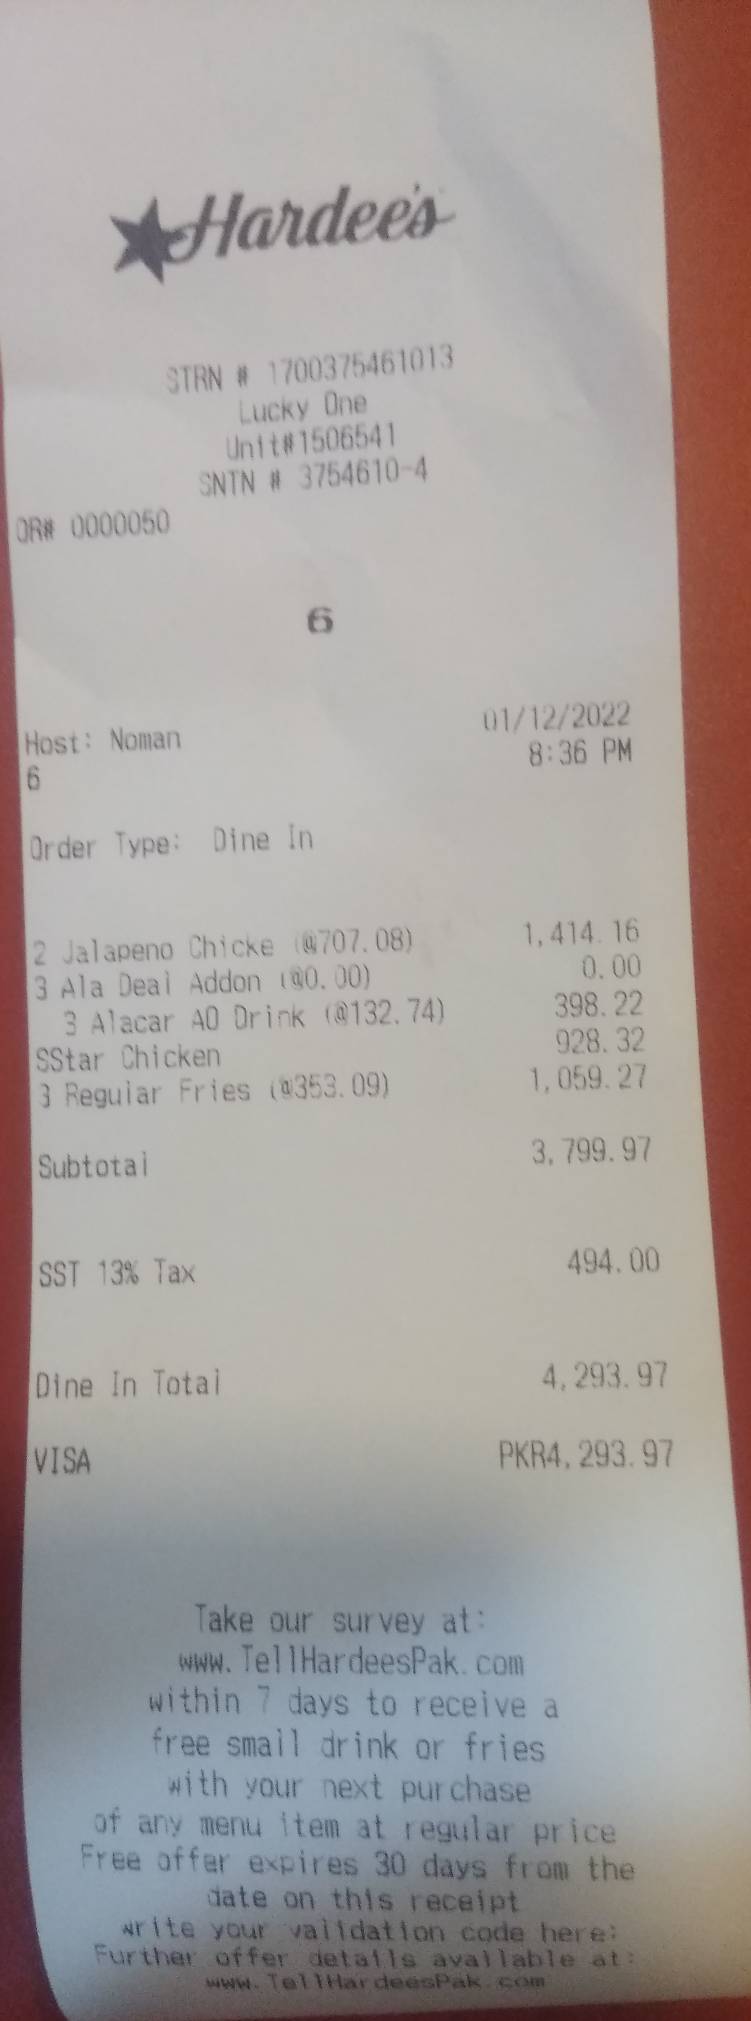 Hardee's
STRN # 1700375461013
Lucky One
Unit#1506541
SNTN # 3754610-4
OR# 0000050
6
Host: Noman 01/12/2022
6 8:36 PM
Order Type: Dine In
2 Jalapeno Chicke (@707.08) 1,414.16
3 Ala Deal Addon (@0.00) 0.00
3 Alacar AO Drink (@132.74) 398.22
SStar Chicken 928.32
3 Regular Fries (@353.09) 1,059.27
Subtotal 3,799.97
SST 13% Tax 494.00
Dine In Total 4,293.97
VISA PKR4,293.97
Take our survey at:
www.TellHardeesPak.com
within 7 days to receive a
free small drink or fries
with your next purchase
of any menu item at regular price
Free offer expires 30 days from the
date on this receipt
write your validation code here:
Further offer details available at:
www.TellHardeesPak.com